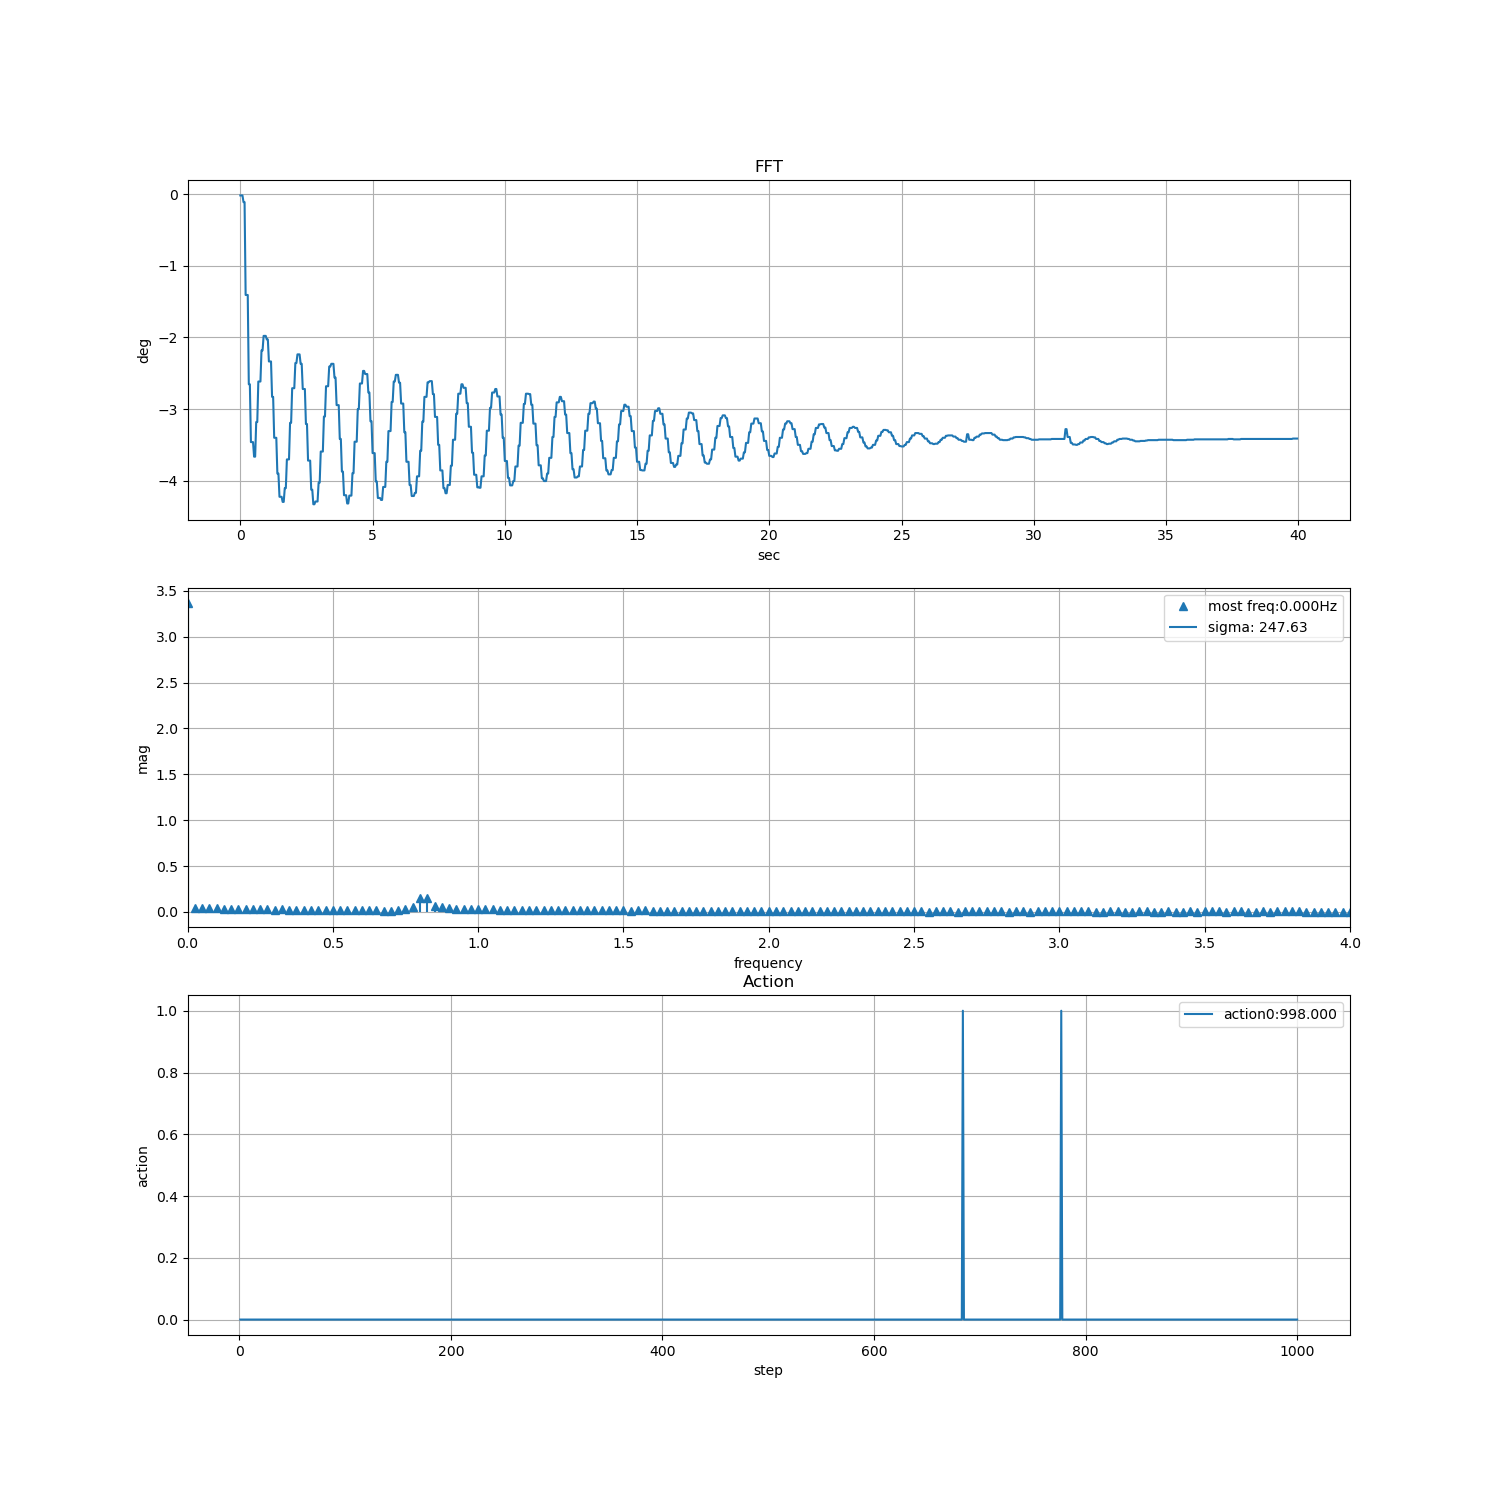 FFT
0
−1
−2
−3
−4
deg
0 5 10 15 20 25 30 35 40
sec
3.5
3.0
2.5
2.0
1.5
1.0
0.5
0.0
mag
most freq:0.000Hz
sigma: 247.63
0.0 0.5 1.0 1.5 2.0 2.5 3.0 3.5 4.0
frequency
Action
1.0
0.8
0.6
0.4
0.2
0.0
action
action0:998.000
0 200 400 600 800 1000
step